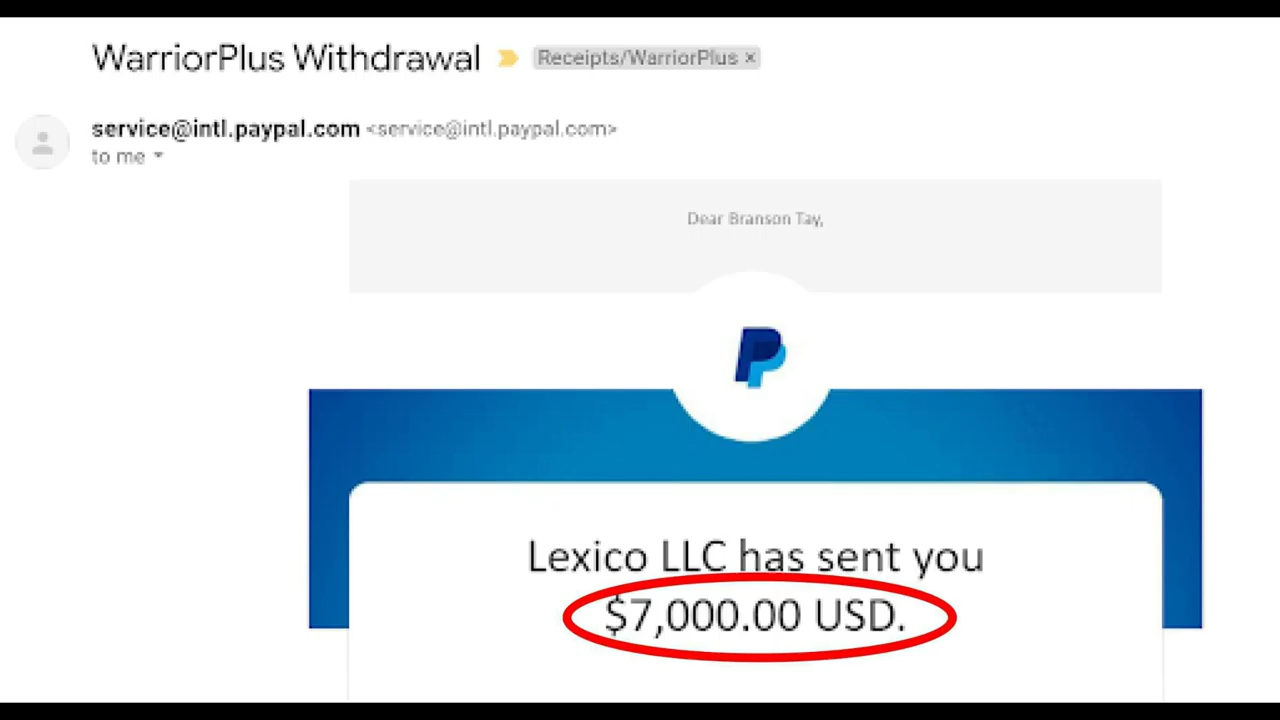 WarriorPlus Withdrawal Receipts/WarriorPlus ×
service@intl.paypal.com <service@intl.paypal.com>
to me
Dear Branson Tay,
Lexico LLC has sent you
$7,000.00 USD.